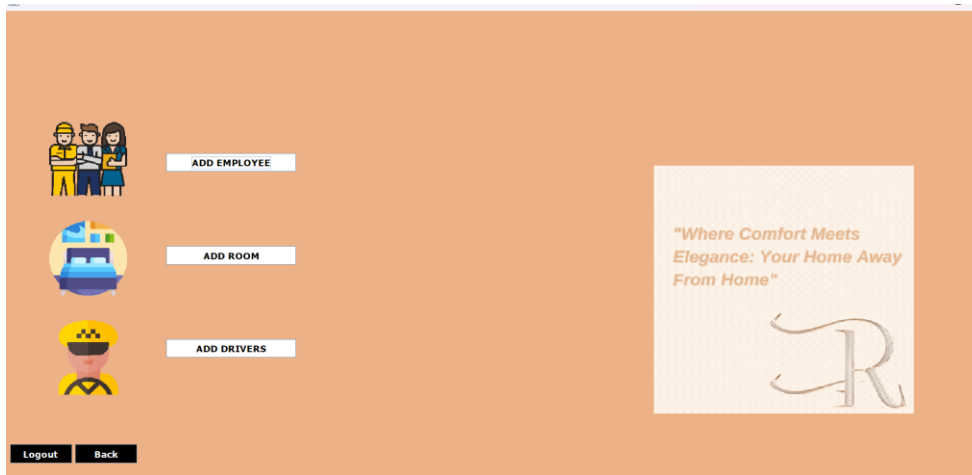 ADD EMPLOYEE
ADD ROOM
ADD DRIVERS
"Where Comfort Meets
Elegance: Your Home Away
From Home"
R
Logout Back